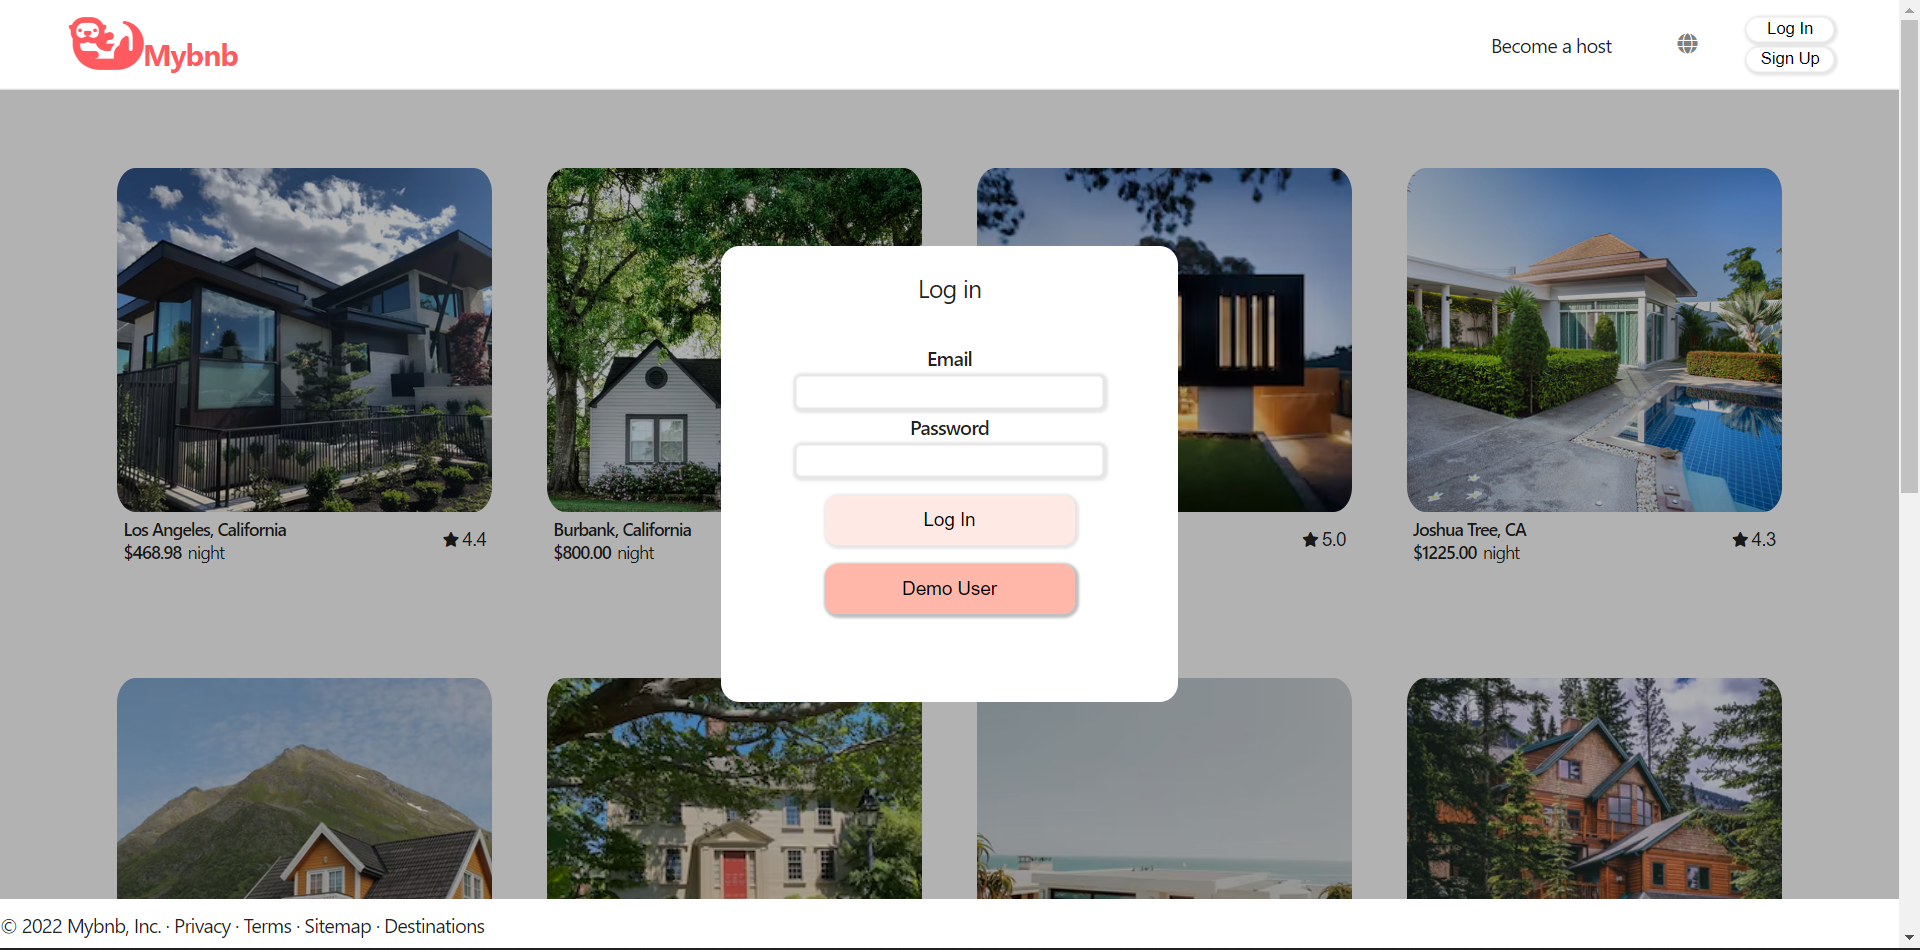 Mybnb
Become a host
Log In
Sign Up
Log in
Email
Password
Log In
Demo User
Los Angeles, California
$468.98 night
4.4
Burbank, California
$800.00 night
5.0
Joshua Tree, CA
$1225.00 night
4.3
© 2022 Mybnb, Inc. · Privacy · Terms · Sitemap · Destinations